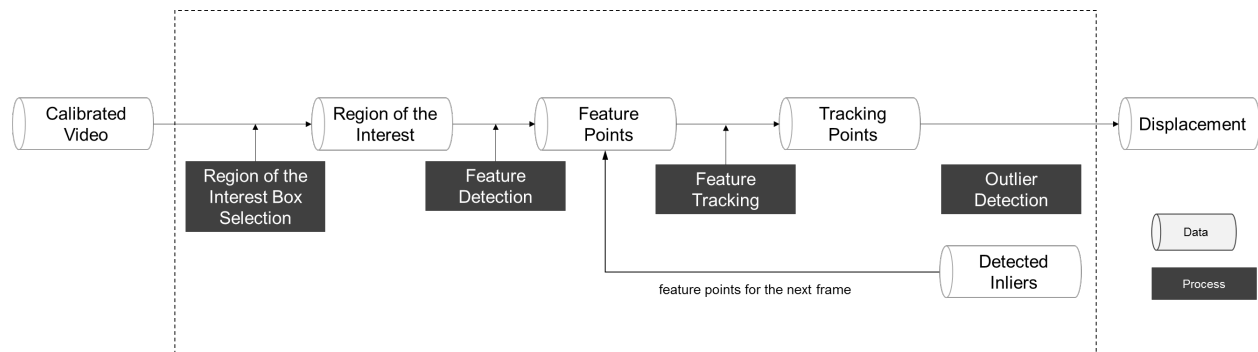 Calibrated
Video
Region of the
Interest
Feature
Points
Tracking
Points
Displacement
Region of the
Interest Box
Selection
Feature
Detection
Feature
Tracking
Outlier
Detection
Detected
Inliers
feature points for the next frame
Data
Process